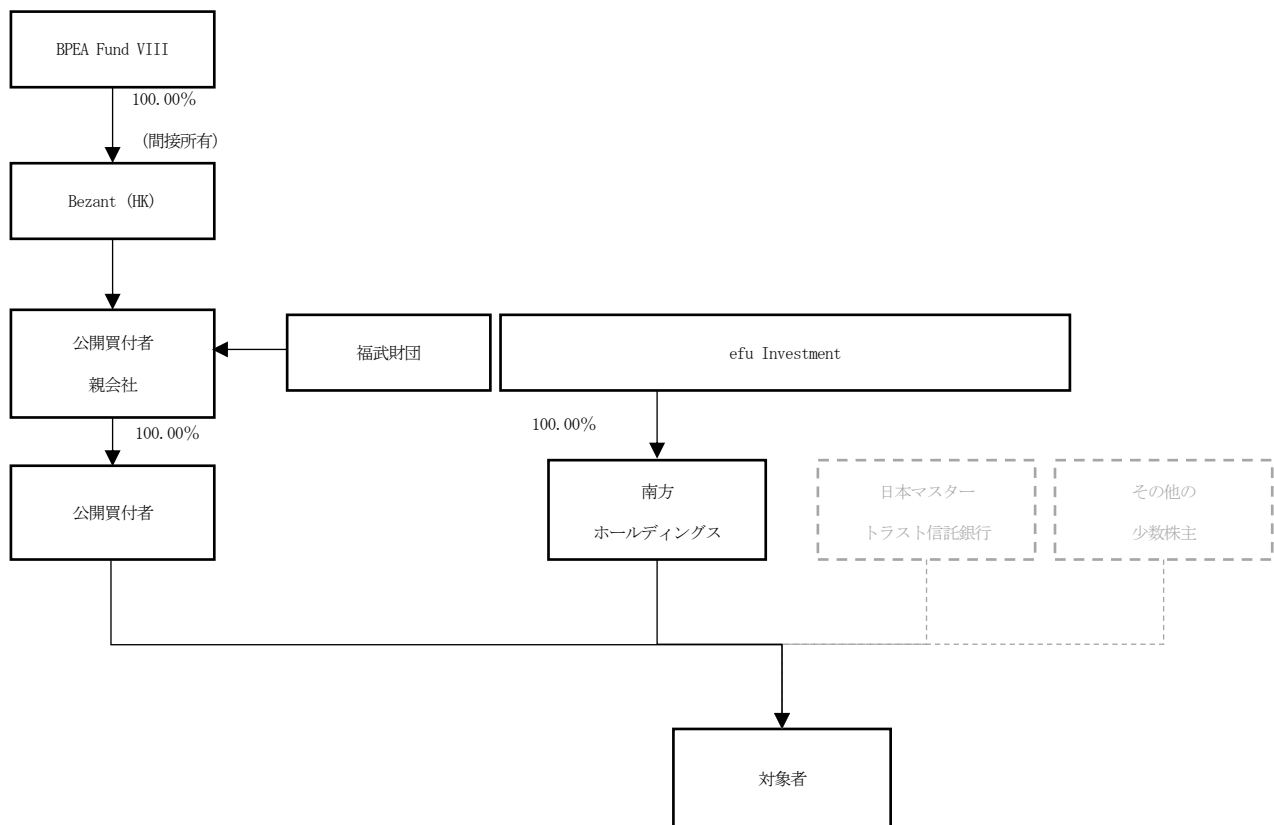 BPEA Fund VIII
100.00%
(間接所有)
Bezant (HK)
公開買付者
親会社
福武財団
efu Investment
100.00%
100.00%
公開買付者
南方
ホールディングス
日本マスター
トラスト信託銀行
その他の
少数株主
対象者